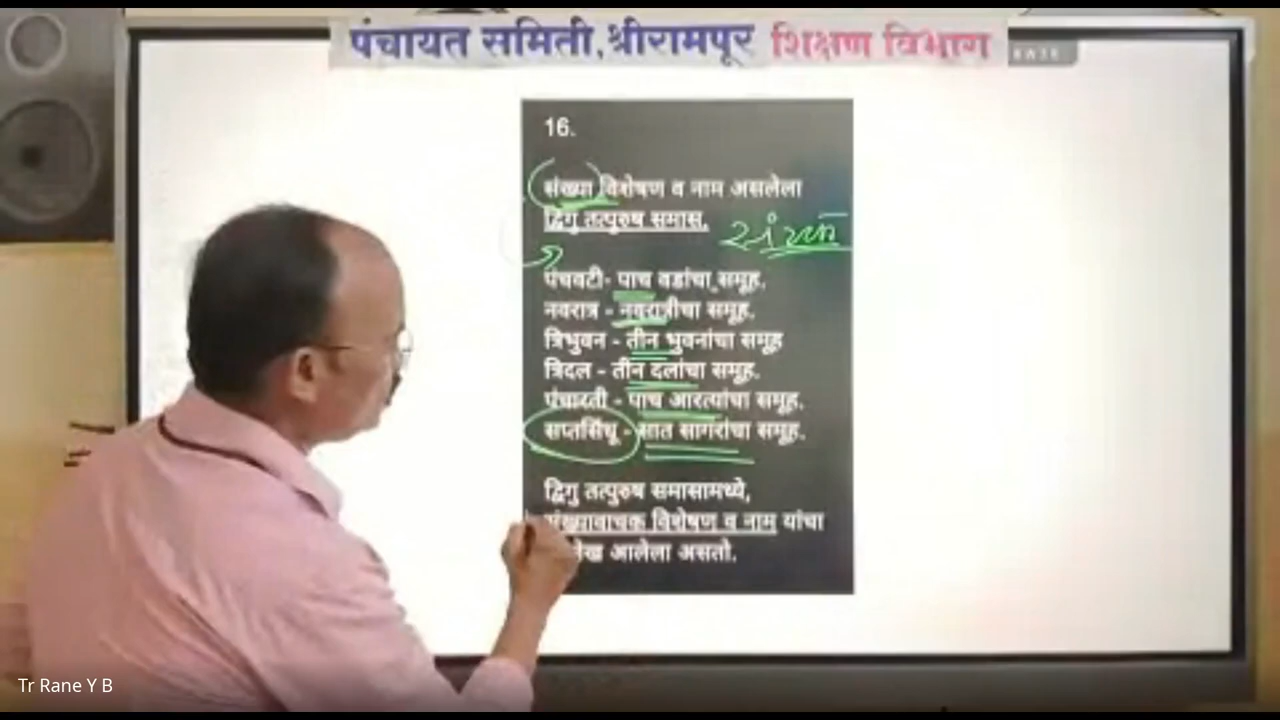 पंचायत समिती,श्रीरामपूर शिक्षण विभाग
16.
संख्या विशेषण व नाम असलेला
द्विगु तत्पुरुष समास.
पंचवटी- पाच वडांचा समूह.
नवरात्र - नवरात्रीचा समूह.
त्रिभुवन - तीन भुवनांचा समूह
त्रिदल - तीन दलांचा समूह.
पंचारती - पाच आरत्यांचा समूह.
सप्तसिंधू - सात सागरांचा समूह.
द्विगु तत्पुरुष समासामध्ये,
संख्यावाचक विशेषण व नाम यांचा
आलेला असतो.
Tr Rane Y B